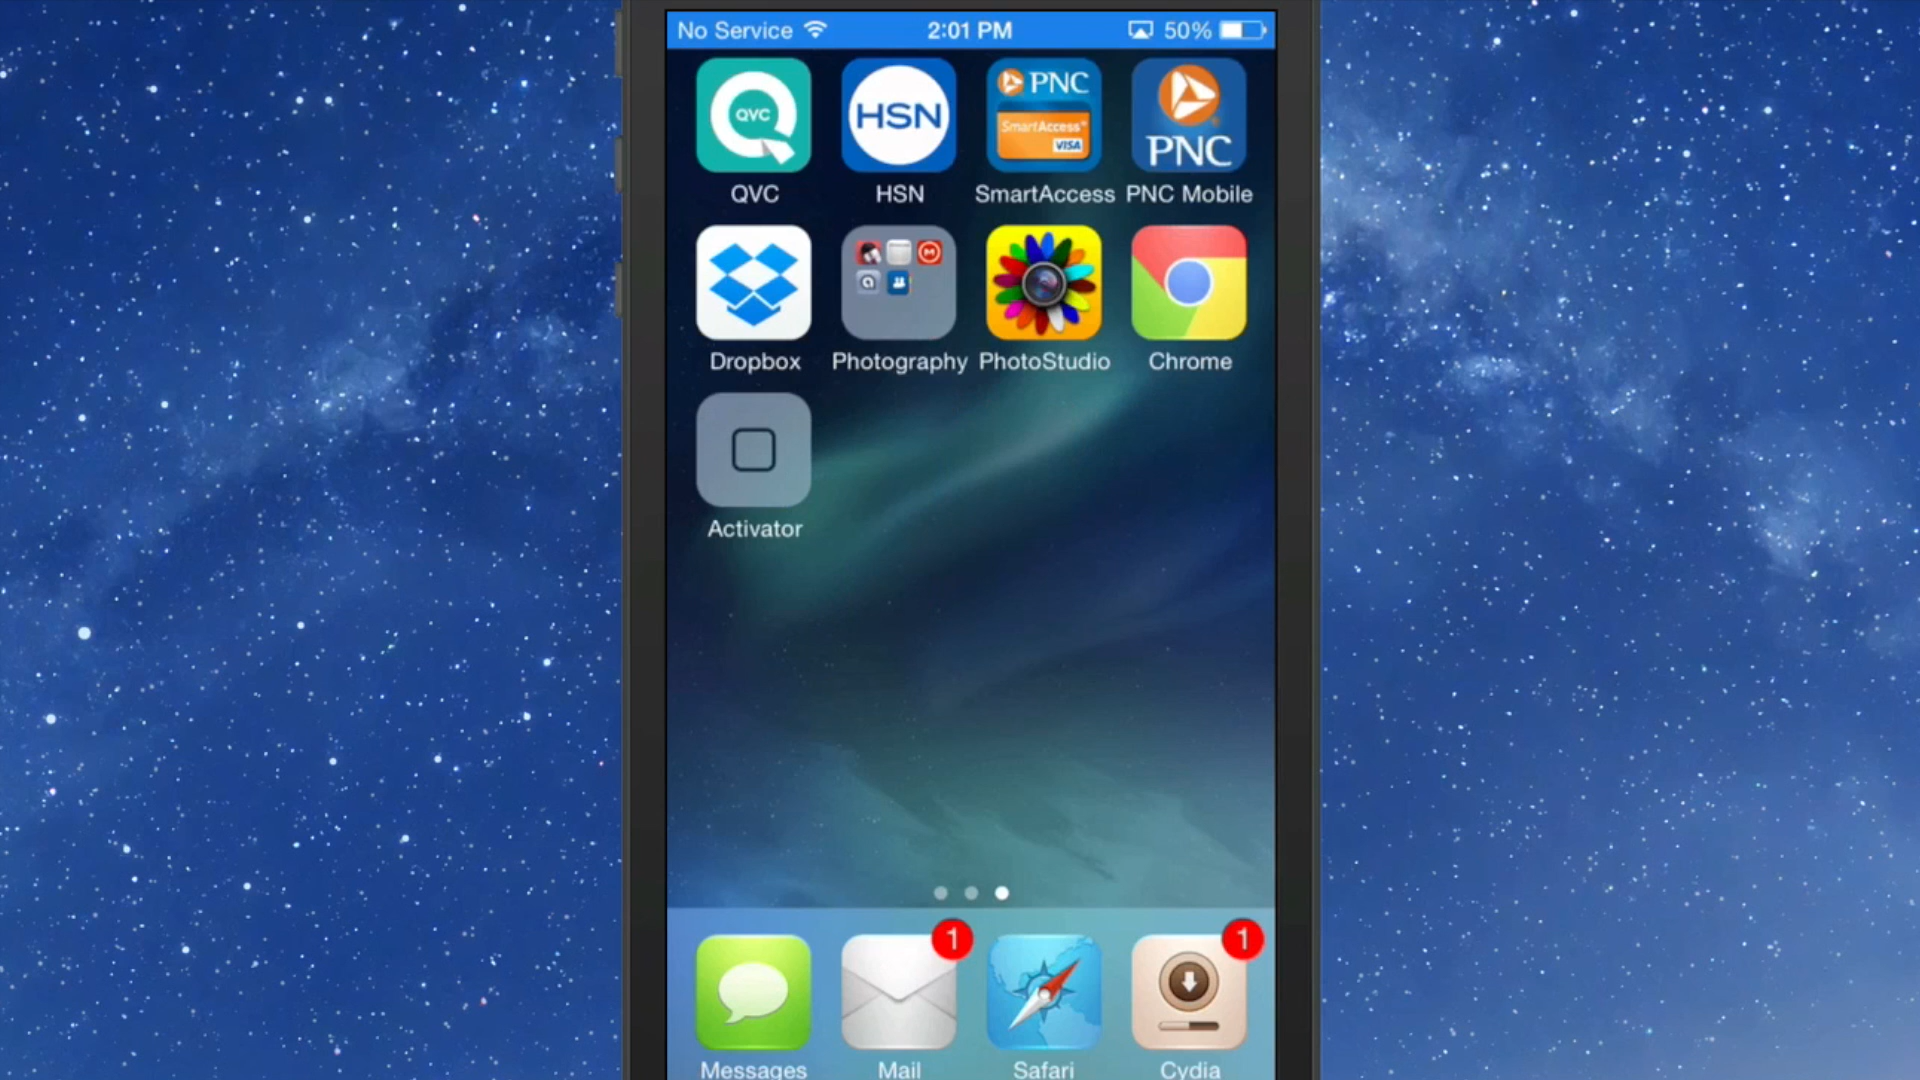 No Service 2:01 PM 50%
QVC HSN PNC SmartAccess VISA PNC
QVC HSN SmartAccess PNC Mobile
Dropbox Photography PhotoStudio Chrome
Activator
1 1
Messages Mail Safari Cydia